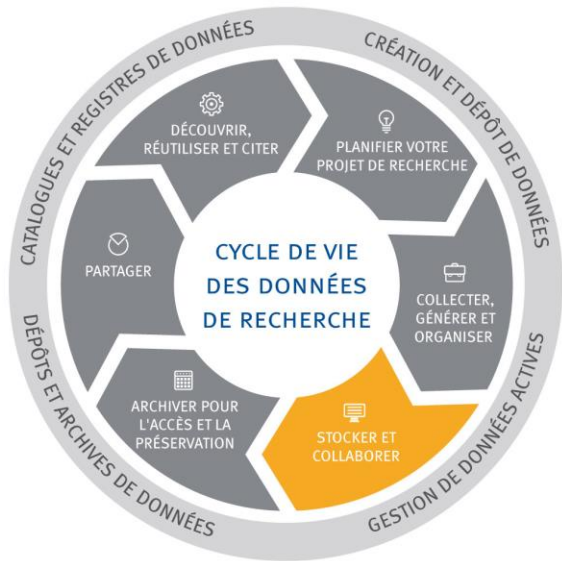 CATALOGUES ET REGISTRES DE DONNÉES
CRÉATION ET DÉPÔT DE DONNÉES
DÉCOUVRIR,
RÉUTILISER ET CITER
PLANIFIER VOTRE
PROJET DE RECHERCHE
PARTAGER
CYCLE DE VIE
DES DONNÉES
DE RECHERCHE
COLLECTER,
GÉNÉRER ET
ORGANISER
ARCHIVER POUR
L'ACCÈS ET LA
PRÉSERVATION
STOCKER ET
COLLABORER
DÉPÔTS ET ARCHIVES DE DONNÉES
GESTION DE DONNÉES ACTIVES